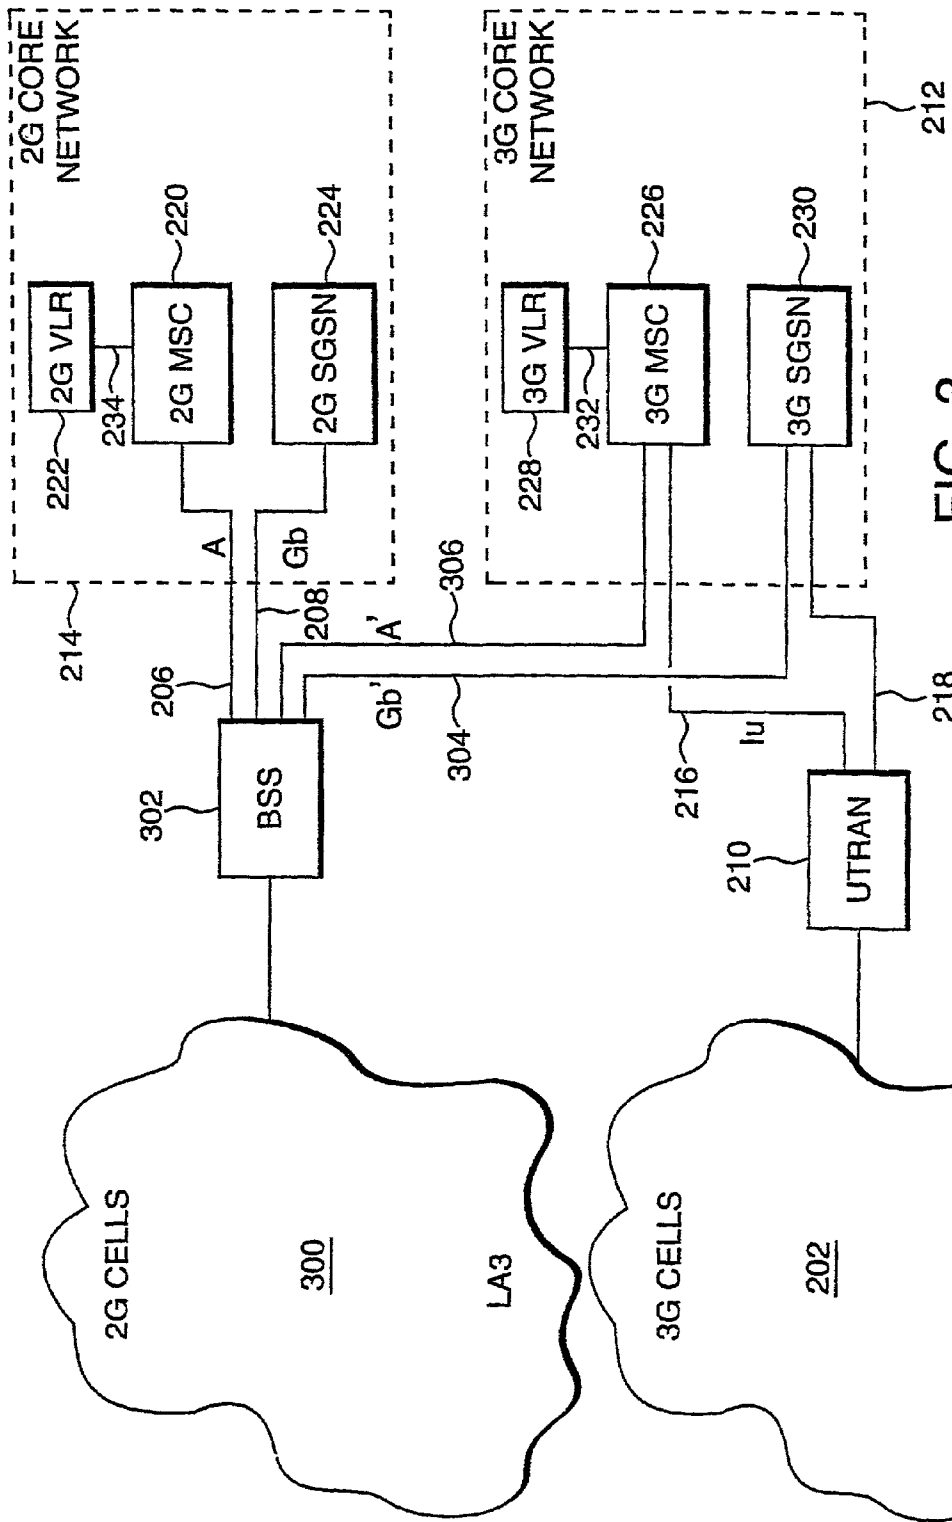 2G CORE
NETWORK
2G VLR
222
234
2G MSC
220
2G SGSN
224
214
A
206
Gb
208
302
BSS
A'
306
Gb'
304
2G CELLS
300
LA3
3G CORE
NETWORK
3G VLR
228
232
3G MSC
226
3G SGSN
230
212
216
Iu
218
210
UTRAN
3G CELLS
202
FIG